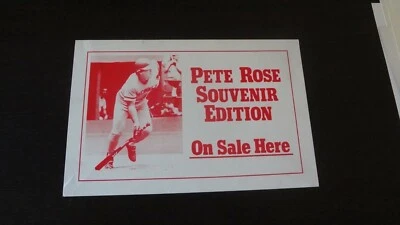 PETE ROSE
SOUVENIR
EDITION
On Sale Here